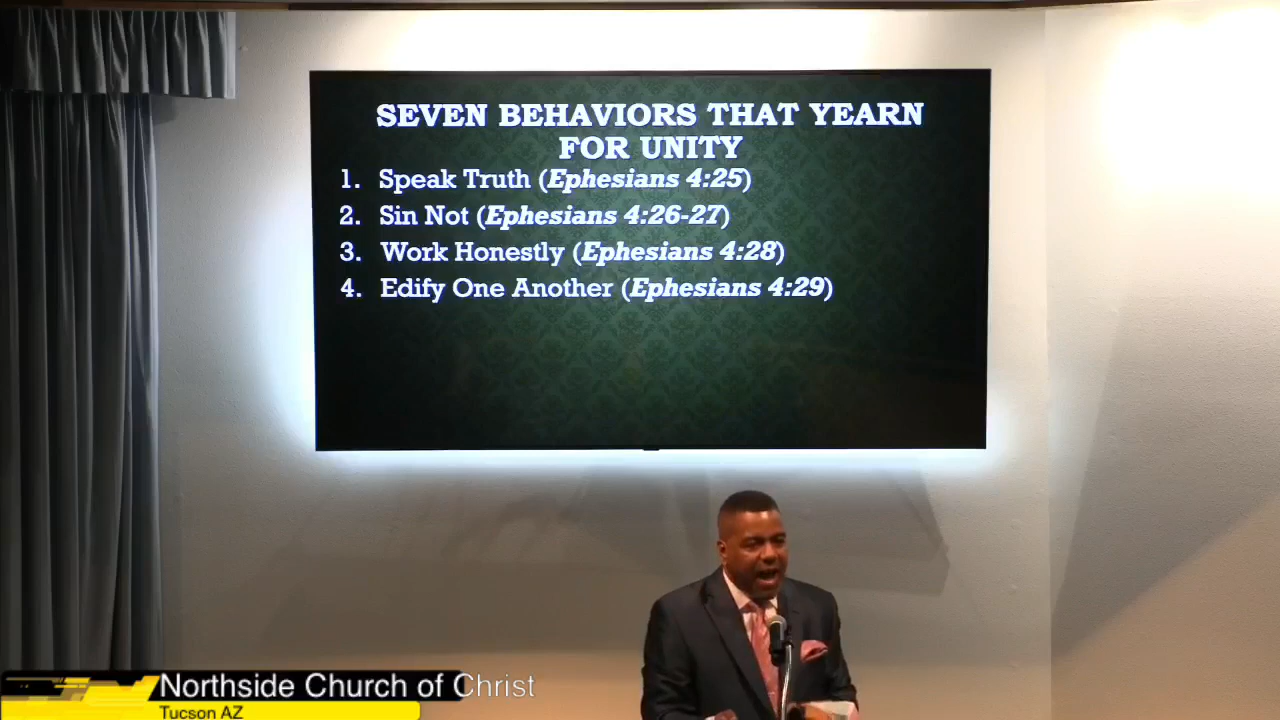 SEVEN BEHAVIORS THAT YEARN
FOR UNITY
1. Speak Truth (Ephesians 4:25)
2. Sin Not (Ephesians 4:26-27)
3. Work Honestly (Ephesians 4:28)
4. Edify One Another (Ephesians 4:29)
Northside Church of Christ
Tucson AZ